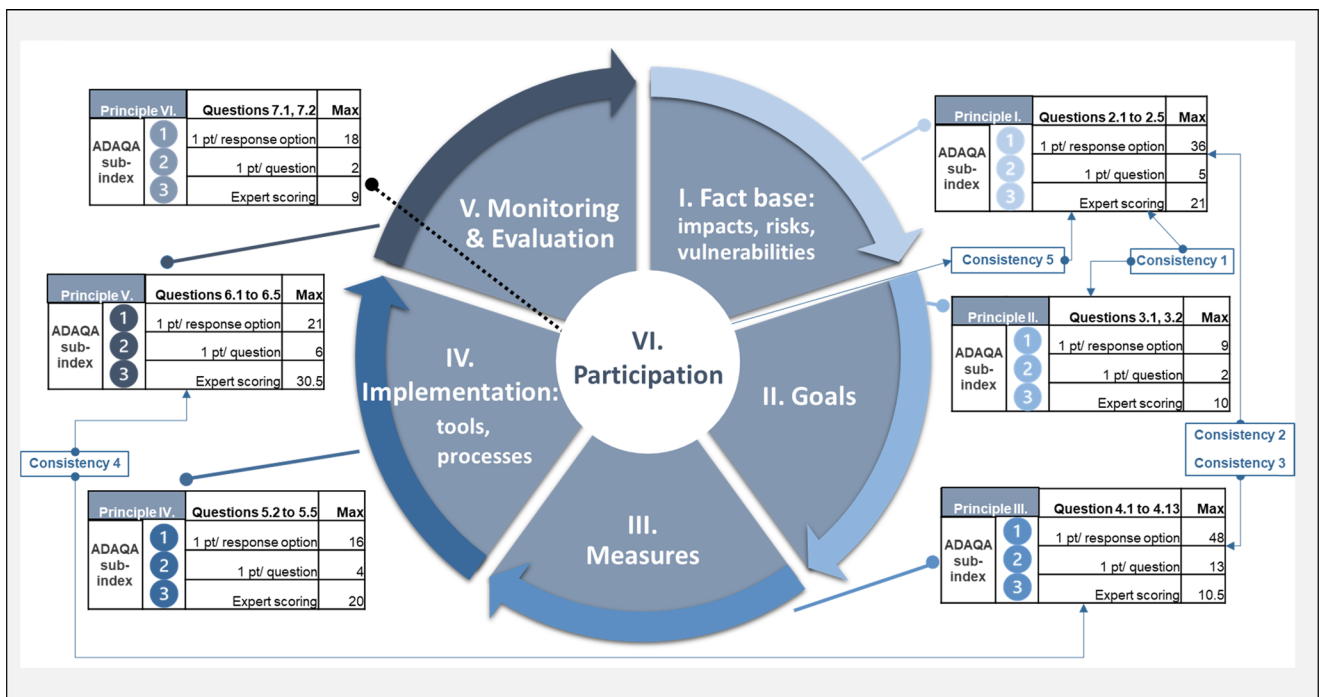 Principle VI. Questions 7.1, 7.2 Max
ADAQA sub-index
1 1 pt/ response option 18
2 1 pt/ question 2
3 Expert scoring 9
Principle V. Questions 6.1 to 6.5 Max
ADAQA sub-index
1 1 pt/ response option 21
2 1 pt/ question 6
3 Expert scoring 30.5
Consistency 4
Principle IV. Questions 5.2 to 5.5 Max
ADAQA sub-index
1 1 pt/ response option 16
2 1 pt/ question 4
3 Expert scoring 20
V. Monitoring
& Evaluation
I. Fact base:
impacts, risks,
vulnerabilities
VI.
Participation
IV.
Implementation:
tools,
processes
II. Goals
III.
Measures
Principle I. Questions 2.1 to 2.5 Max
ADAQA sub-index
1 1 pt/ response option 36
2 1 pt/ question 5
3 Expert scoring 21
Consistency 5
Consistency 1
Principle II. Questions 3.1, 3.2 Max
ADAQA sub-index
1 1 pt/ response option 9
2 1 pt/ question 2
3 Expert scoring 10
Consistency 2
Consistency 3
Principle III. Question 4.1 to 4.13 Max
ADAQA sub-index
1 1 pt/ response option 48
2 1 pt/ question 13
3 Expert scoring 10.5